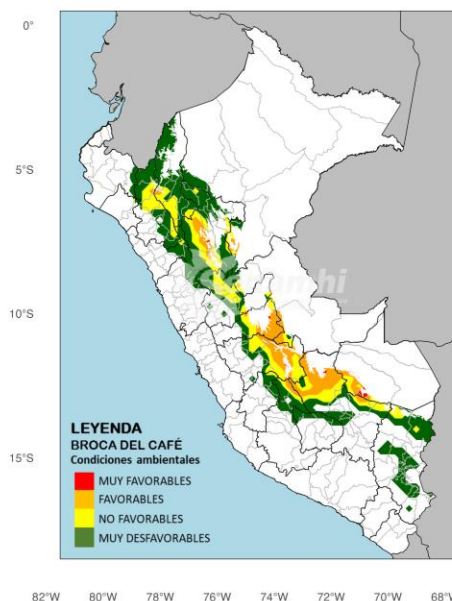 0°
5°S
10°S
15°S
senamhi
LEYENDA
BROCA DEL CAFÉ
Condiciones ambientales
MUY FAVORABLES
FAVORABLES
NO FAVORABLES
MUY DESFAVORABLES
82°W 80°W 78°W 76°W 74°W 72°W 70°W 68°W